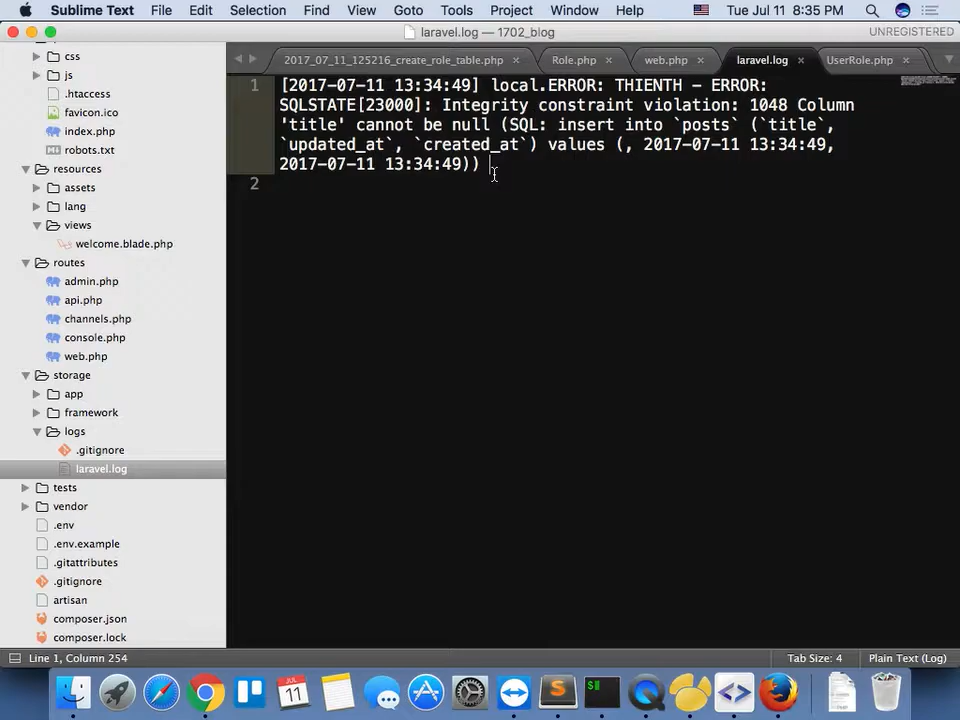 Sublime Text File Edit Selection Find View Goto Tools Project Window Help Tue Jul 11 8:35 PM
laravel.log — 1702_blog UNREGISTERED
2017_07_11_125216_create_role_table.php × Role.php × web.php × laravel.log × UserRole.php ×
css
js
.htaccess
favicon.ico
index.php
robots.txt
resources
assets
lang
views
welcome.blade.php
routes
admin.php
api.php
channels.php
console.php
web.php
storage
app
framework
logs
.gitignore
laravel.log
tests
vendor
.env
.env.example
.gitattributes
.gitignore
artisan
composer.json
composer.lock
1 [2017-07-11 13:34:49] local.ERROR: THIENTH - ERROR:
SQLSTATE[23000]: Integrity constraint violation: 1048 Column
'title' cannot be null (SQL: insert into `posts` (`title`,
`updated_at`, `created_at`) values (, 2017-07-11 13:34:49,
2017-07-11 13:34:49))
2
Line 1, Column 254 Tab Size: 4 Plain Text (Log)
JUL
11
S
$